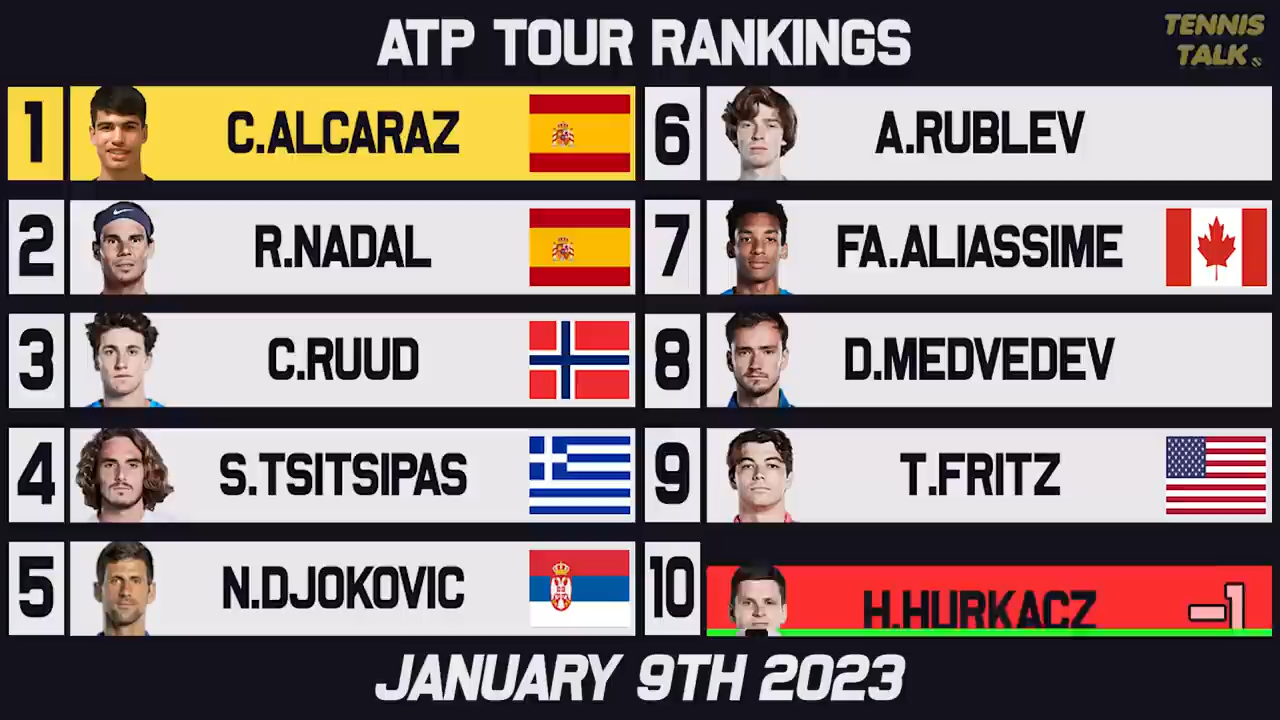 ATP TOUR RANKINGS
TENNIS
TALK
1 C.ALCARAZ
2 R.NADAL
3 C.RUUD
4 S.TSITSIPAS
5 N.DJOKOVIC
6 A.RUBLEV
7 FA.ALIASSIME
8 D.MEDVEDEV
9 T.FRITZ
10 H.HURKACZ -1
JANUARY 9TH 2023